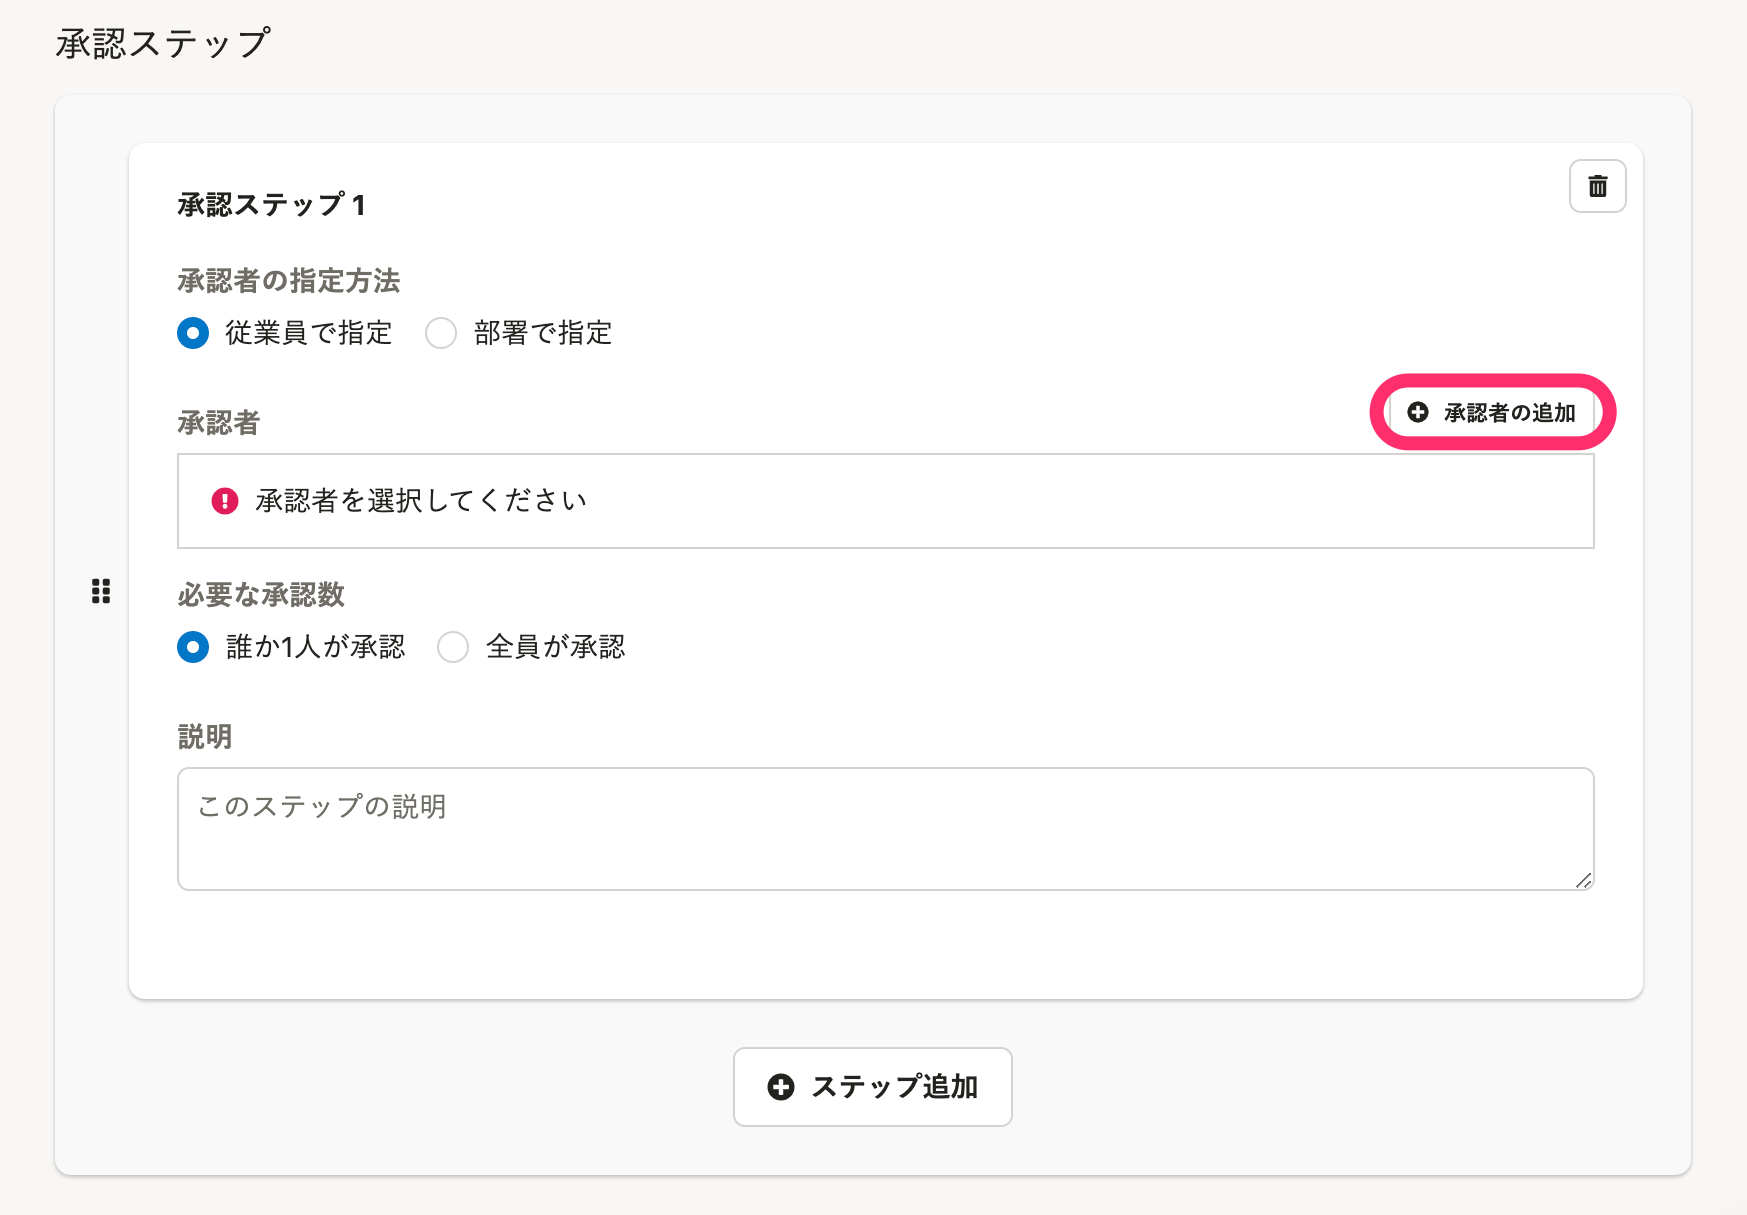 承認ステップ
承認ステップ 1
承認者の指定方法
従業員で指定 部署で指定
承認者
承認者の追加
承認者を選択してください
必要な承認数
誰か1人が承認 全員が承認
説明
このステップの説明
ステップ追加